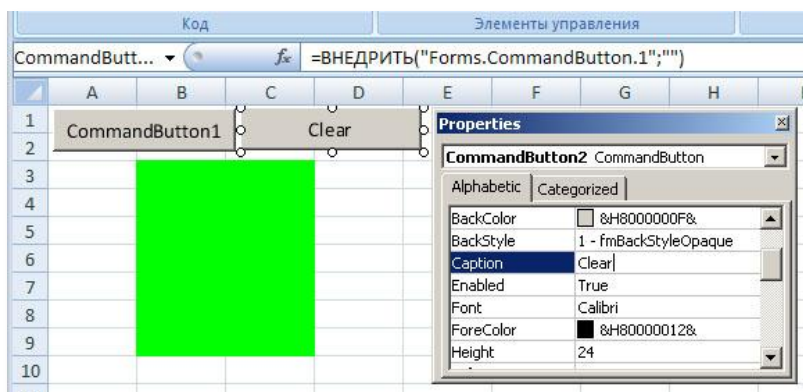 Код Элементы управления
CommandButt... fx =ВНЕДРИТЬ("Forms.CommandButton.1";"")
A B C D E F G H
1
2
3
4
5
6
7
8
9
10
CommandButton1 Clear
Properties
CommandButton2 CommandButton
Alphabetic Categorized
BackColor &H8000000F&
BackStyle 1 - fmBackStyleOpaque
Caption Clear
Enabled True
Font Calibri
ForeColor &H80000012&
Height 24